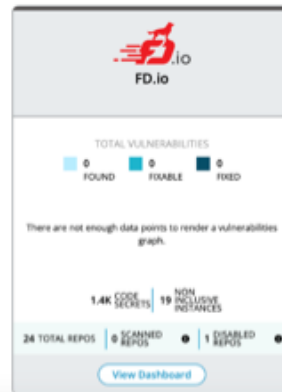 FD.io
FD.io
TOTAL VULNERABILITIES
0 FOUND 0 FIXABLE 0 FIXED
There are not enough data points to render a vulnerabilities
graph.
1.4K CODE SECRETS 19 NON INCLUSIVE INSTANCES
24 TOTAL REPOS 0 SCANNED REPOS 1 DISABLED REPOS
View Dashboard